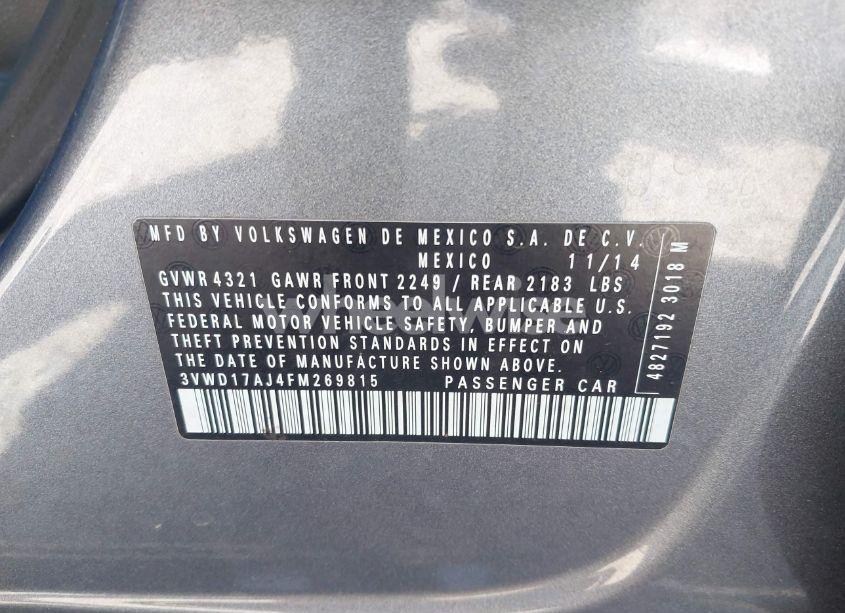 MFD BY VOLKSWAGEN DE MEXICO S.A. DE C.V.
MEXICO 11/14
GVWR 4321 GAWR FRONT 2249 / REAR 2183 LBS
THIS VEHICLE CONFORMS TO ALL APPLICABLE U.S.
FEDERAL MOTOR VEHICLE SAFETY, BUMPER AND
THEFT PREVENTION STANDARDS IN EFFECT ON
THE DATE OF MANUFACTURE SHOWN ABOVE.
3VWD17AJ4FM269815 PASSENGER CAR
48271923018 M
wheelwise